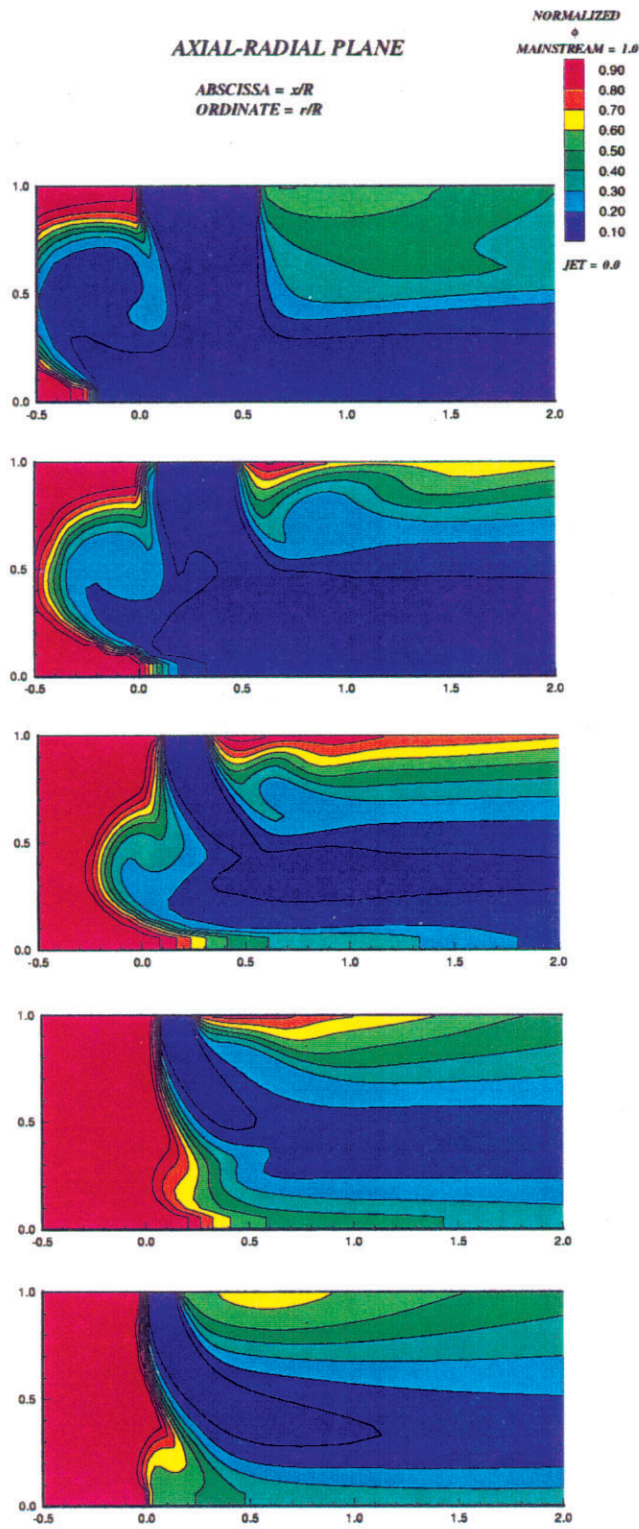 NORMALIZED
ϕ
MAINSTREAM = 1.0
AXIAL-RADIAL PLANE
ABSCISSA = x/R
ORDINATE = r/R
0.90
0.80
0.70
0.60
0.50
0.40
0.30
0.20
0.10
JET = 0.0
1.0
0.5
0.0
-0.5 0.0 0.5 1.0 1.5 2.0
1.0
0.5
0.0
-0.5 0.0 0.5 1.0 1.5 2.0
1.0
0.5
0.0
-0.5 0.0 0.5 1.0 1.5 2.0
1.0
0.5
0.0
-0.5 0.0 0.5 1.0 1.5 2.0
1.0
0.5
0.0
-0.5 0.0 0.5 1.0 1.5 2.0